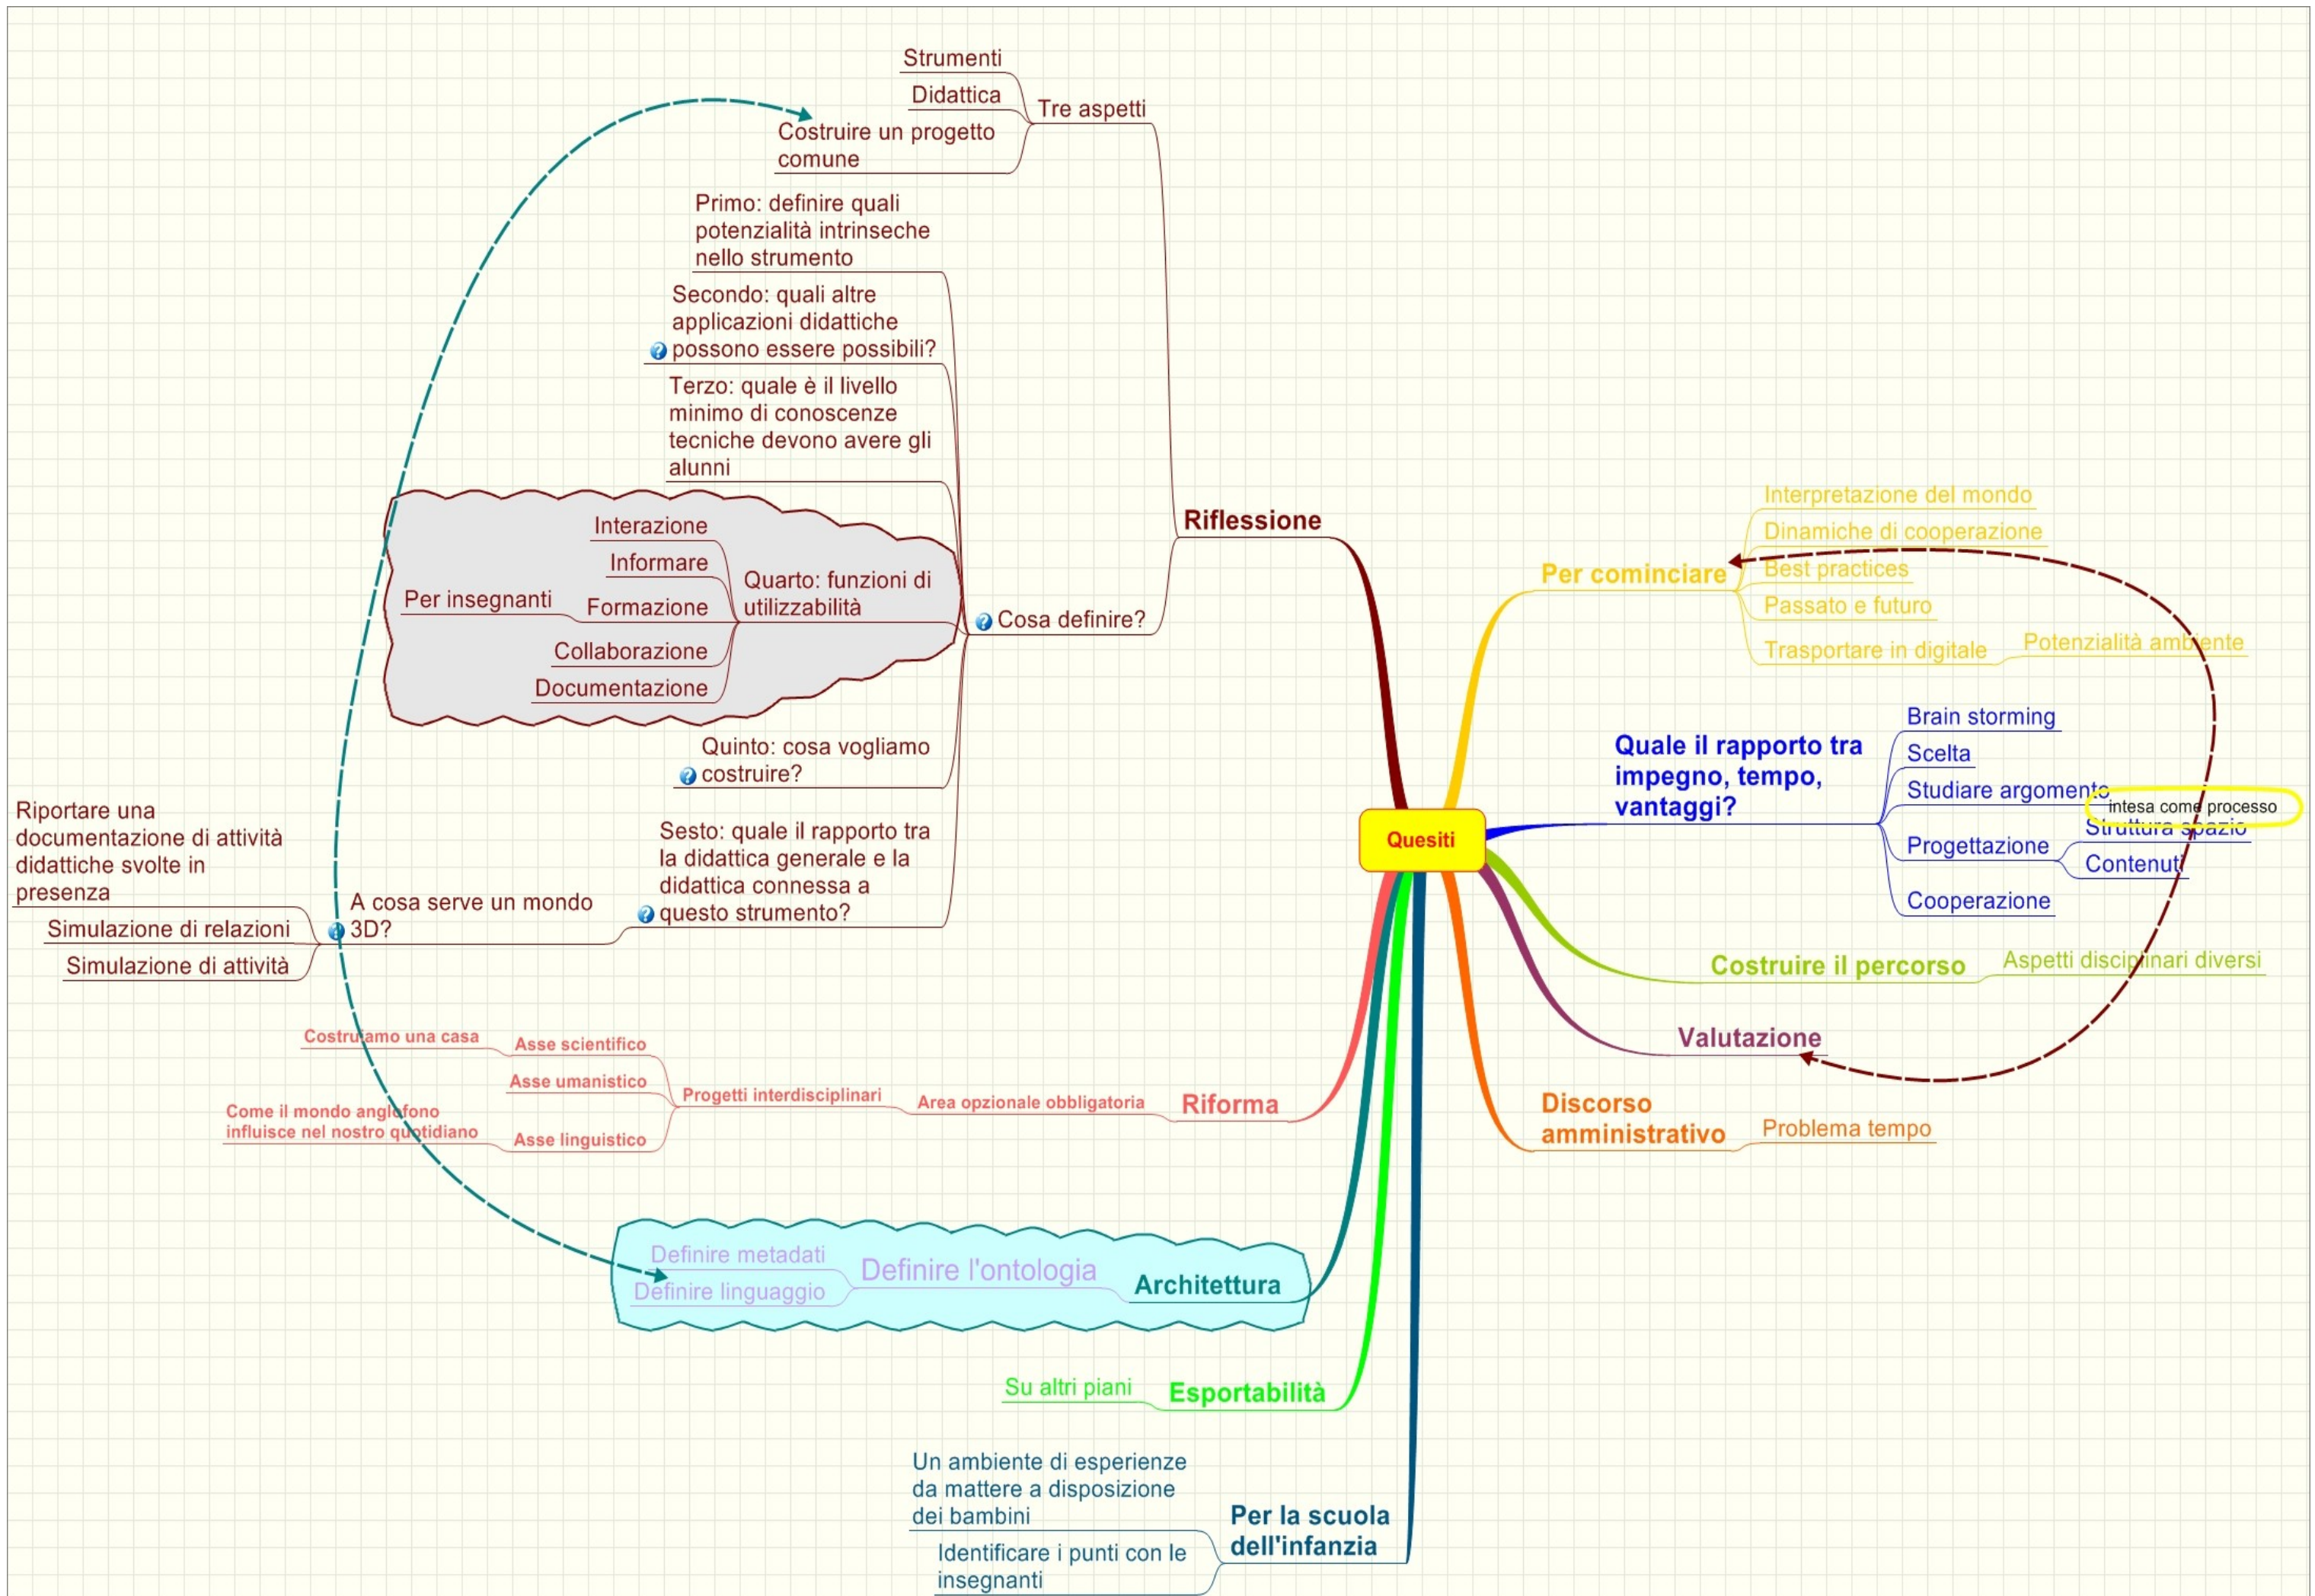 Strumenti
Didattica
Tre aspetti
Costruire un progetto
comune
Primo: definire quali
potenzialità intrinseche
nello strumento
Secondo: quali altre
applicazioni didattiche
possono essere possibili?
Terzo: quale è il livello
minimo di conoscenze
tecniche devono avere gli
alunni
Interazione
Informare
Per insegnanti
Formazione
Collaborazione
Documentazione
Quarto: funzioni di
utilizzabilità
Cosa definire?
Riflessione
Quinto: cosa vogliamo
costruire?
Sesto: quale il rapporto tra
la didattica generale e la
didattica connessa a
questo strumento?
A cosa serve un mondo
3D?
Riportare una
documentazione di attività
didattiche svolte in
presenza
Simulazione di relazioni
Simulazione di attività
Quesiti
Per cominciare
Interpretazione del mondo
Dinamiche di cooperazione
Best practices
Passato e futuro
Trasportare in digitale
Potenzialità ambiente
Quale il rapporto tra
impegno, tempo,
vantaggi?
Brain storming
Scelta
Studiare argomento
intesa come processo
Progettazione
Struttura spazio
Contenuti
Cooperazione
Costruire il percorso
Aspetti disciplinari diversi
Valutazione
Discorso
amministrativo
Problema tempo
Costruiamo una casa
Asse scientifico
Asse umanistico
Come il mondo anglofono
influisce nel nostro quotidiano
Asse linguistico
Progetti interdisciplinari
Area opzionale obbligatoria
Riforma
Definire metadati
Definire linguaggio
Definire l'ontologia
Architettura
Su altri piani
Esportabilità
Un ambiente di esperienze
da mattere a disposizione
dei bambini
Identificare i punti con le
insegnanti
Per la scuola
dell'infanzia